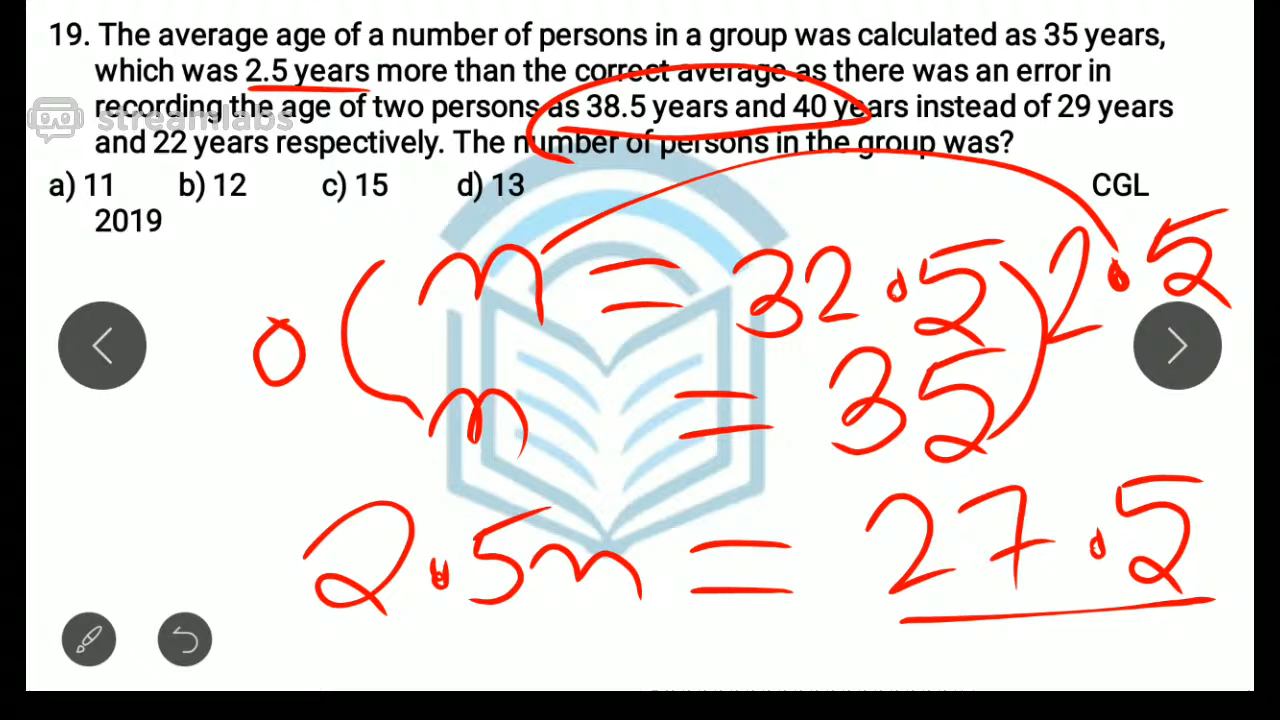 19. The average age of a number of persons in a group was calculated as 35 years,
which was 2.5 years more than the correct average as there was an error in
recording the age of two persons as 38.5 years and 40 years instead of 29 years
streamlabs
and 22 years respectively. The number of persons in the group was?
a) 11 b) 12 c) 15 d) 13 CGL
2019
n = 32.5 2.5
0
n = 35
2.5n = 27.5